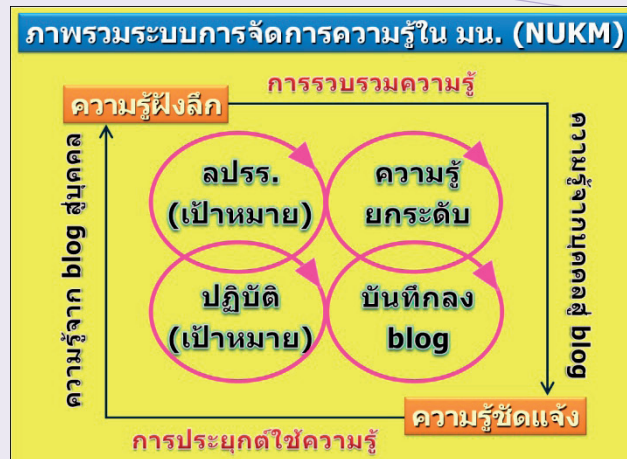 ภาพรวมระบบการจัดการความรู้ใน มน. (NUKM)
การรวบรวมความรู้
ความรู้ฝังลึก
ลปรร.
(เป้าหมาย)
ความรู้
ยกระดับ
ความรู้จาก blog สู่บุคคล
ความรู้จากบุคคลสู่ blog
ปฏิบัติ
(เป้าหมาย)
บันทึกลง
blog
ความรู้ชัดแจ้ง
การประยุกต์ใช้ความรู้